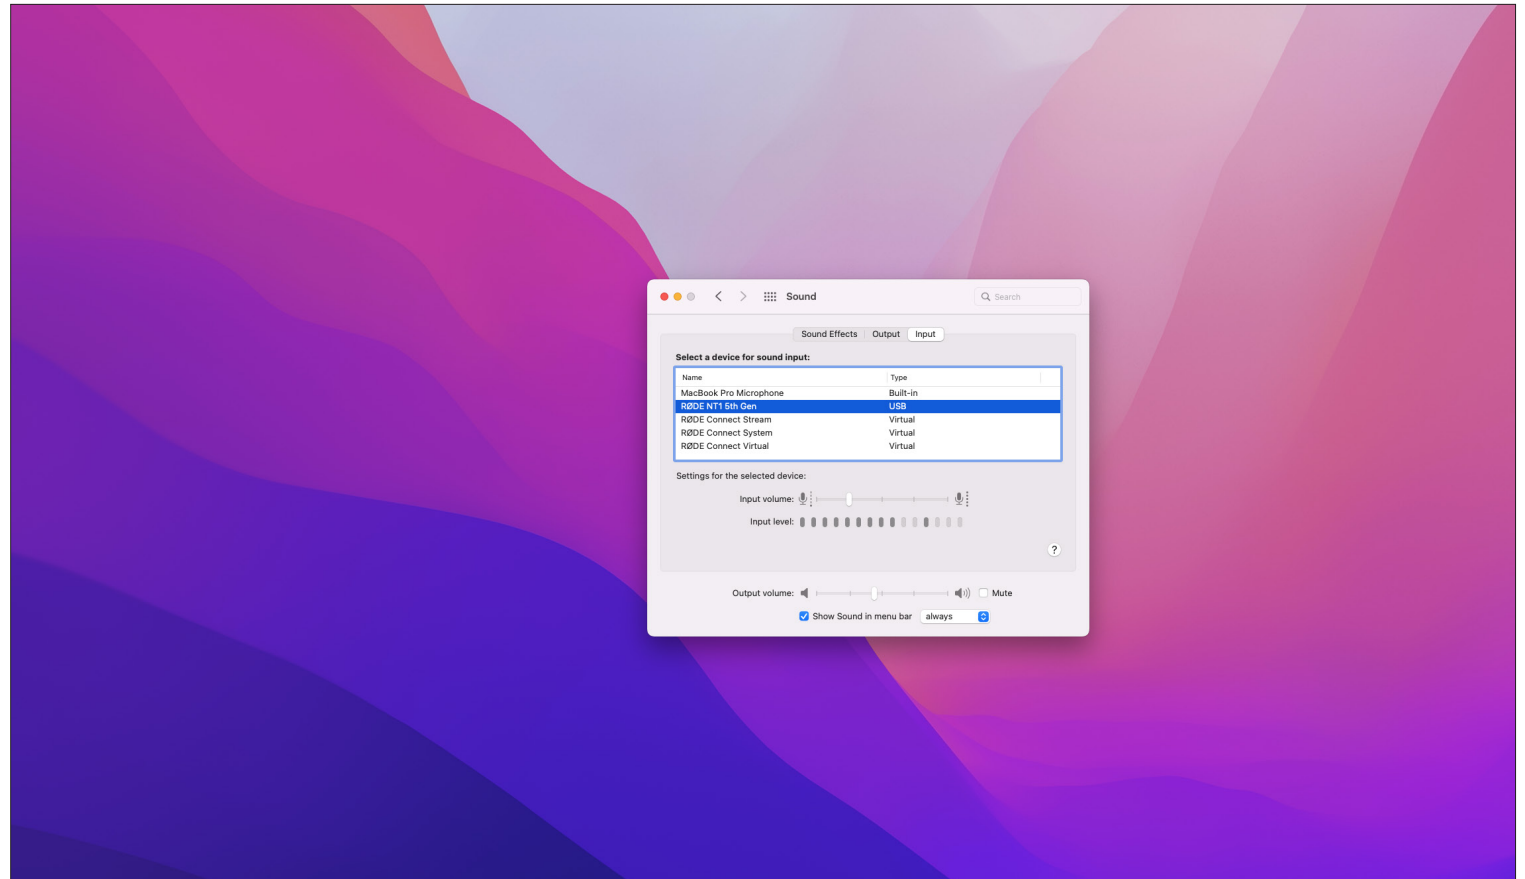 Sound
Search
Sound Effects Output Input
Select a device for sound input:
Name Type
MacBook Pro Microphone Built-in
RØDE NT1 5th Gen USB
RØDE Connect Stream Virtual
RØDE Connect System Virtual
RØDE Connect Virtual Virtual
Settings for the selected device:
Input volume:
Input level:
?
Output volume: Mute
Show Sound in menu bar always